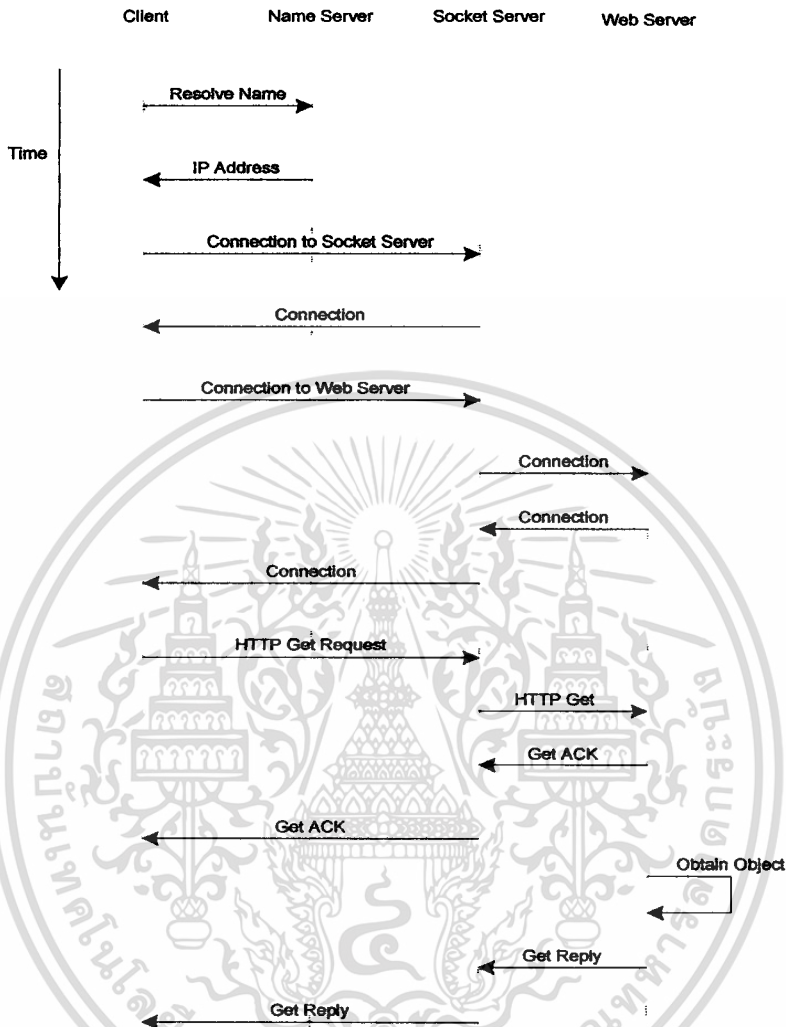 Client Name Server Socket Server Web Server
Resolve Name
Time
IP Address
Connection to Socket Server
Connection
Connection to Web Server
Connection
Connection
Connection
HTTP Get Request
HTTP Get
Get ACK
Get ACK
Obtain Object
Get Reply
Get Reply